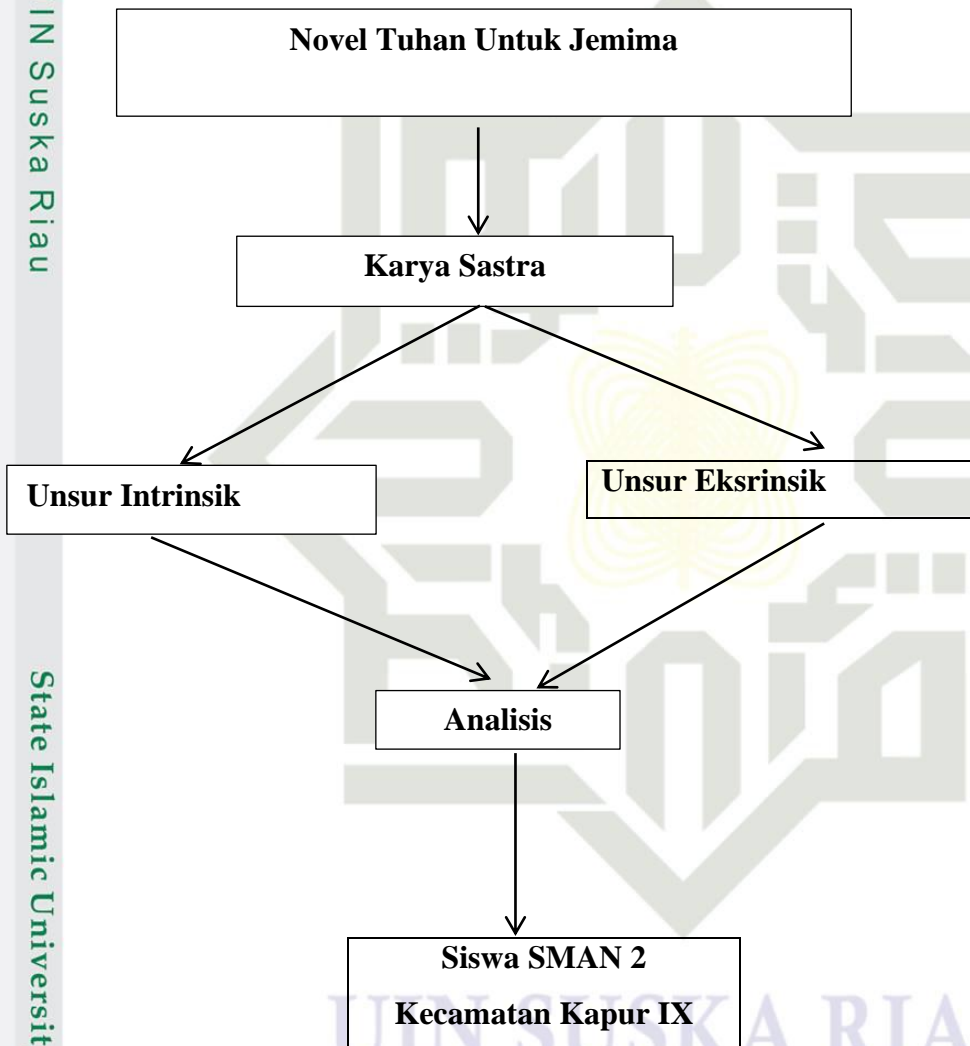 Novel Tuhan Untuk Jemima
Karya Sastra
Unsur Intrinsik
Unsur Eksrinsik
Analisis
Siswa SMAN 2
Kecamatan Kapur IX
UIN SUSKA RIA
IN Suska Riau
State Islamic Universit